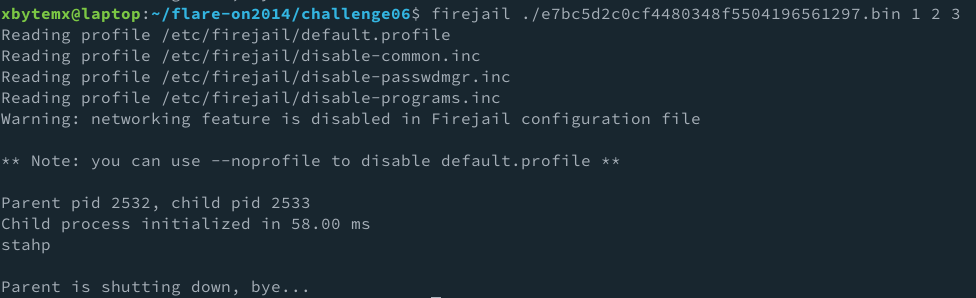 xbytemx@laptop:~/flare-on2014/challenge06$ firejail ./e7bc5d2c0cf4480348f5504196561297.bin 1 2 3
Reading profile /etc/firejail/default.profile
Reading profile /etc/firejail/disable-common.inc
Reading profile /etc/firejail/disable-passwdmgr.inc
Reading profile /etc/firejail/disable-programs.inc
Warning: networking feature is disabled in Firejail configuration file
** Note: you can use --noprofile to disable default.profile **
Parent pid 2532, child pid 2533
Child process initialized in 58.00 ms
stahp
Parent is shutting down, bye...